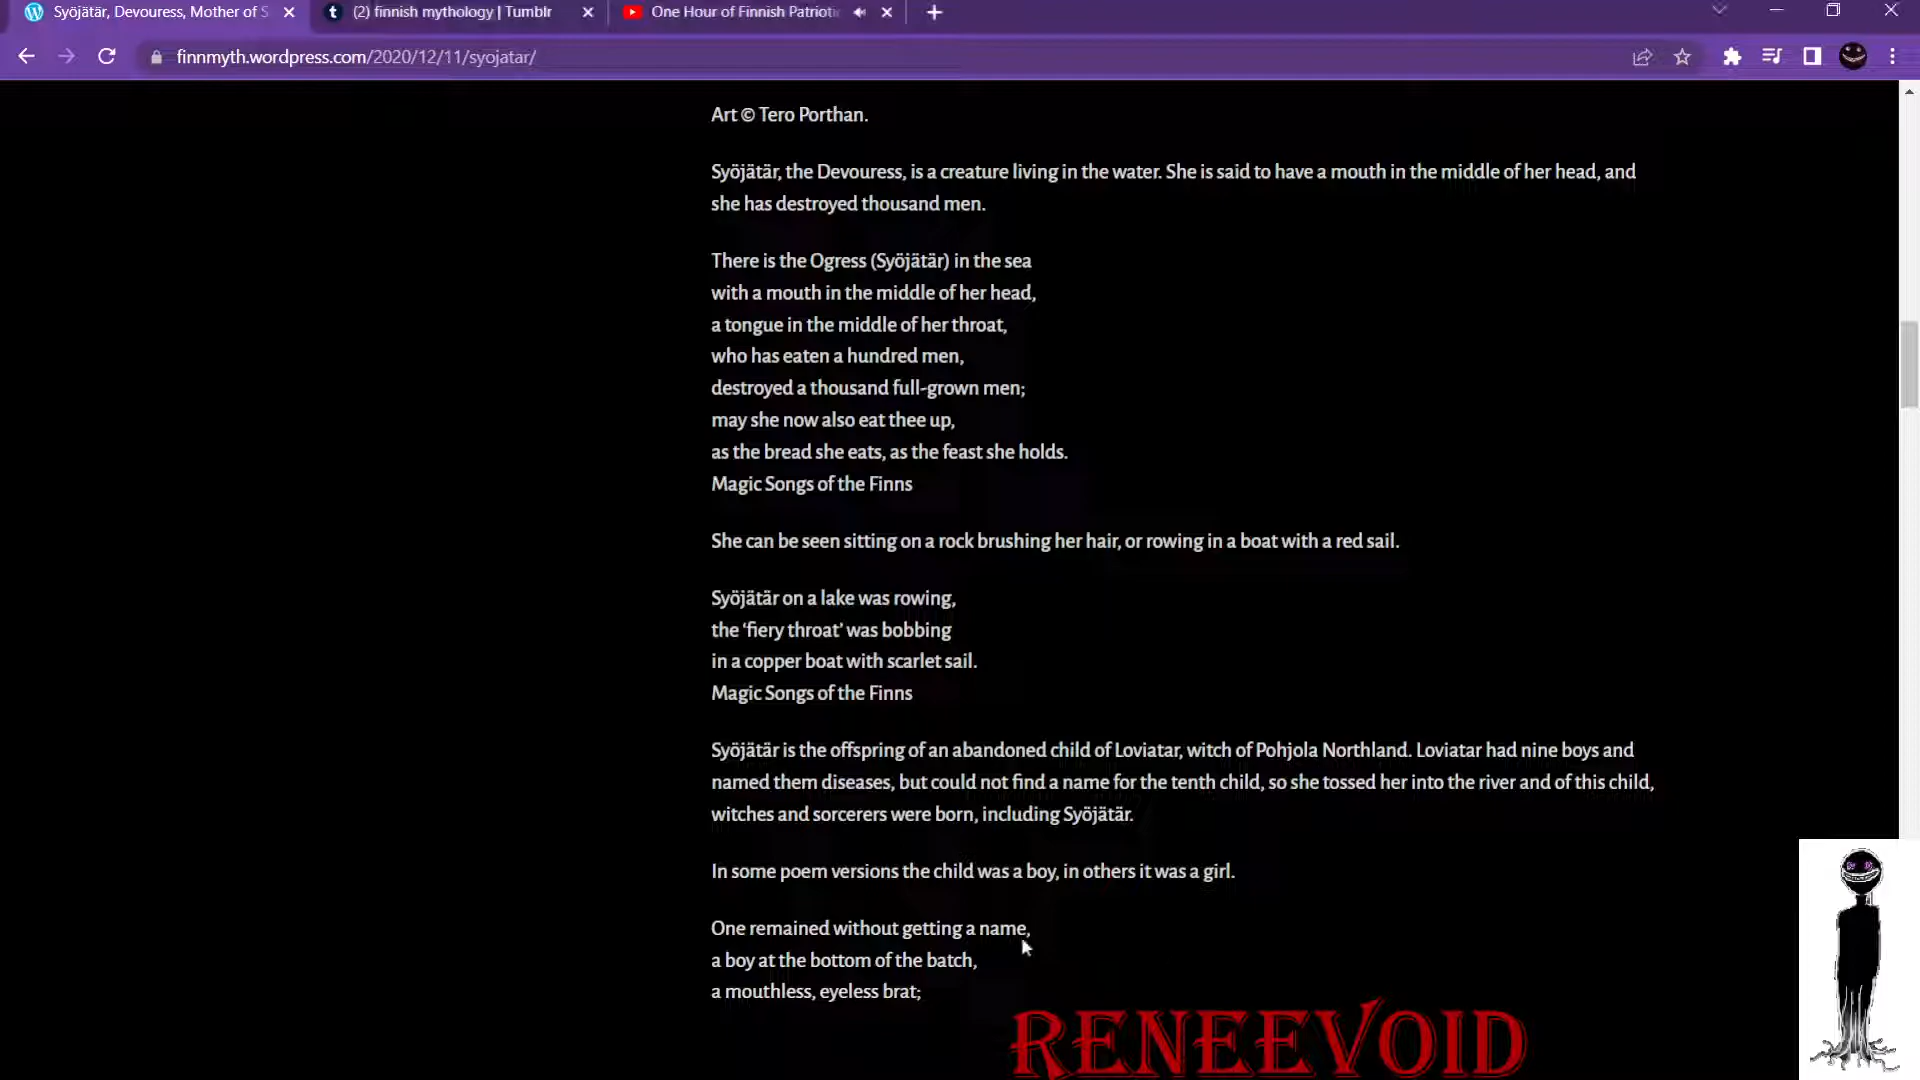 Syöjätär, Devouress, Mother of S
(2) finnish mythology | Tumblr
One Hour of Finnish Patrioti
finnmyth.wordpress.com/2020/12/11/syojatar/
Art © Tero Porthan.
Syöjätär, the Devouress, is a creature living in the water. She is said to have a mouth in the middle of her head, and
she has destroyed thousand men.
There is the Ogress (Syöjätär) in the sea
with a mouth in the middle of her head,
a tongue in the middle of her throat,
who has eaten a hundred men,
destroyed a thousand full-grown men;
may she now also eat thee up,
as the bread she eats, as the feast she holds.
Magic Songs of the Finns
She can be seen sitting on a rock brushing her hair, or rowing in a boat with a red sail.
Syöjätär on a lake was rowing,
the ‘fiery throat’ was bobbing
in a copper boat with scarlet sail.
Magic Songs of the Finns
Syöjätär is the offspring of an abandoned child of Loviatar, witch of Pohjola Northland. Loviatar had nine boys and
named them diseases, but could not find a name for the tenth child, so she tossed her into the river and of this child,
witches and sorcerers were born, including Syöjätär.
In some poem versions the child was a boy, in others it was a girl.
One remained without getting a name,
a boy at the bottom of the batch,
a mouthless, eyeless brat;
RENEEVOID